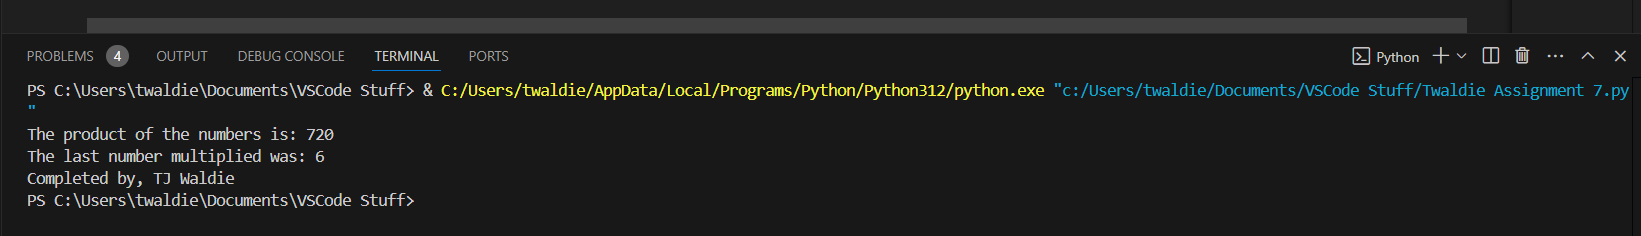 PROBLEMS 4 OUTPUT DEBUG CONSOLE TERMINAL PORTS Python
PS C:\Users\twaldie\Documents\VSCode Stuff> & C:/Users/twaldie/AppData/Local/Programs/Python/Python312/python.exe "c:/Users/twaldie/Documents/VSCode Stuff/Twaldie Assignment 7.py
"
The product of the numbers is: 720
The last number multiplied was: 6
Completed by, TJ Waldie
PS C:\Users\twaldie\Documents\VSCode Stuff>